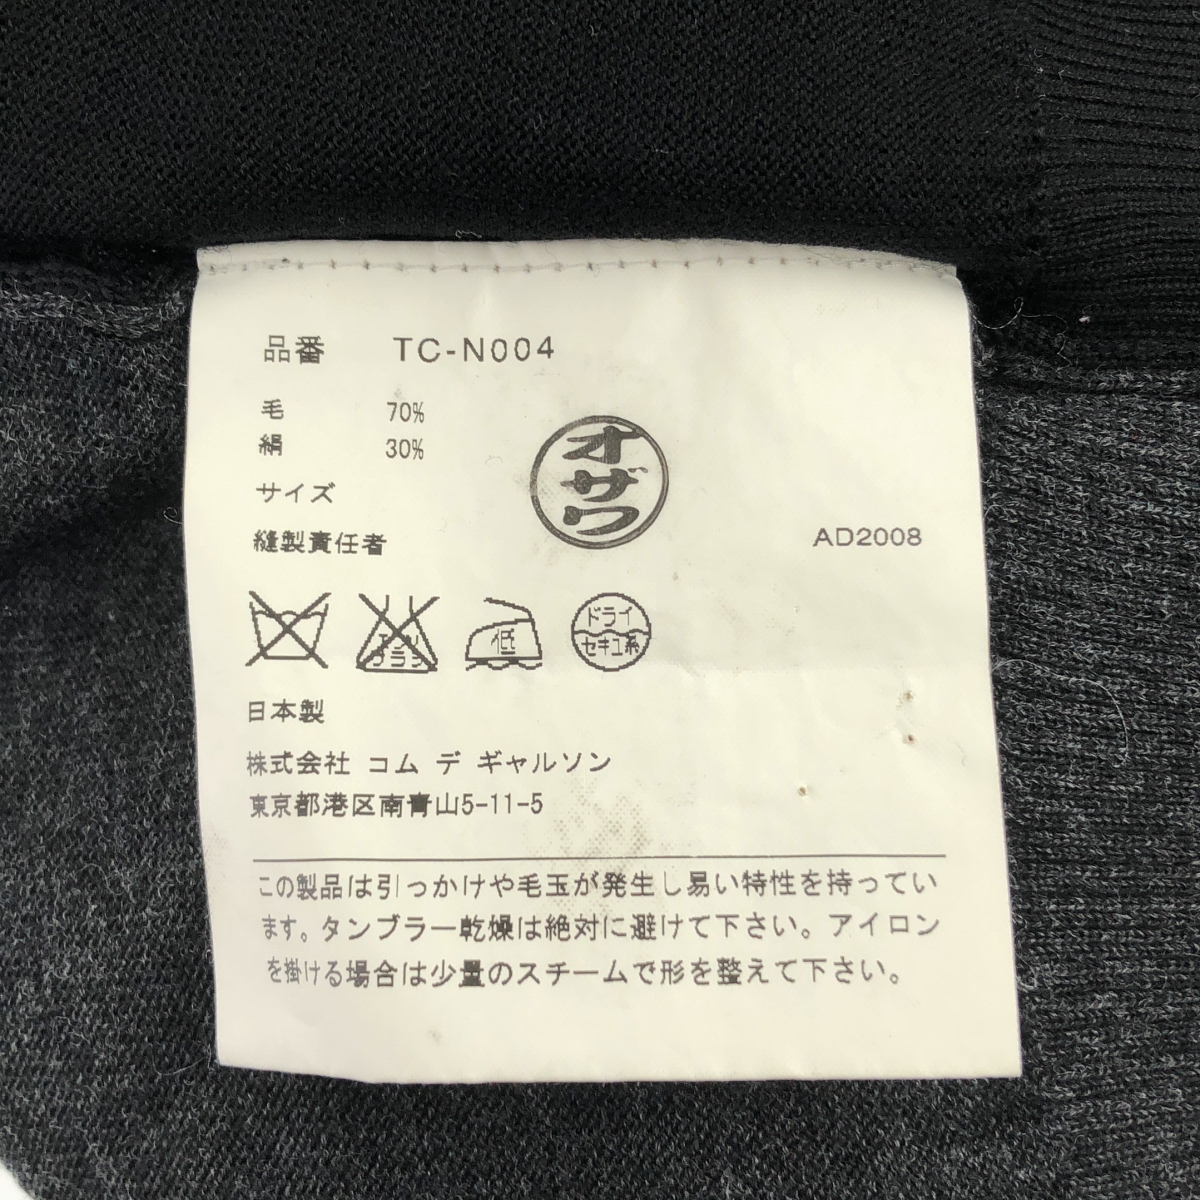 品番 TC-N004
毛 70%
絹 30%
サイズ
縫製責任者
オザワ
AD2008
低
ドライ
セキユ系
日本製
株式会社 コム デ ギャルソン
東京都港区南青山5-11-5
この製品は引っかけや毛玉が発生し易い特性を持ってい
ます。タンブラー乾燥は絶対に避けて下さい。アイロン
を掛ける場合は少量のスチームで形を整えて下さい。